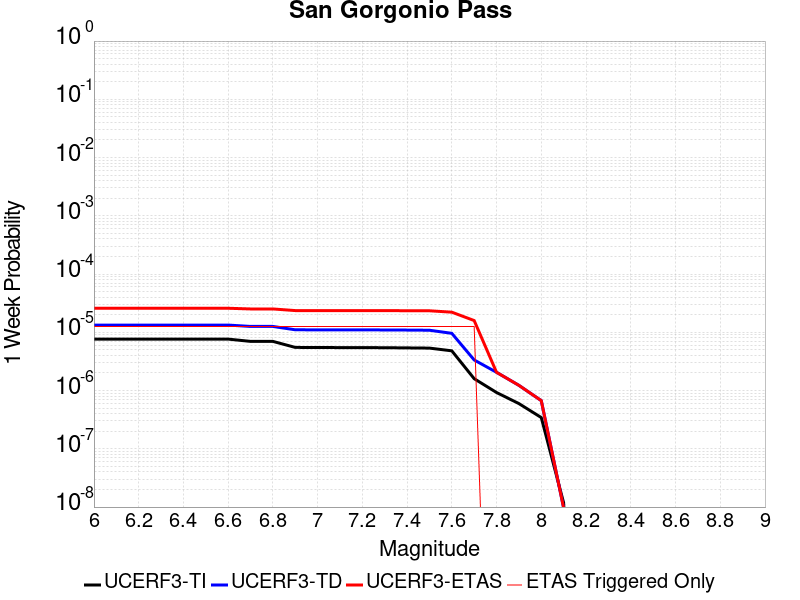 San Gorgonio Pass
10^0
10^-1
10^-2
10^-3
10^-4
10^-5
10^-6
10^-7
10^-8
1 Week Probability
6 6.2 6.4 6.6 6.8 7 7.2 7.4 7.6 7.8 8 8.2 8.4 8.6 8.8 9
Magnitude
UCERF3-TI UCERF3-TD UCERF3-ETAS ETAS Triggered Only